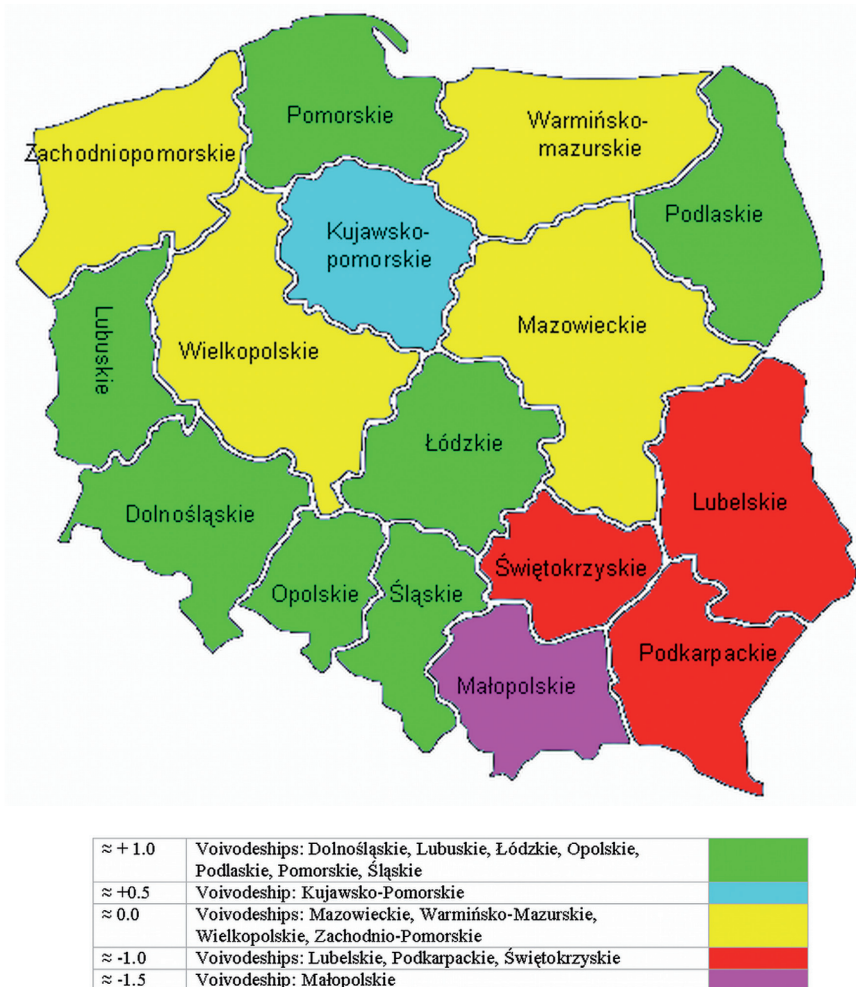 Pomorskie
Warmińsko-
mazurskie
Zachodniopomorskie
Podlaskie
Kujawsko-
pomorskie
Lubuskie
Wielkopolskie
Mazowieckie
Łódzkie
Lubelskie
Dolnośląskie
Świętokrzyskie
Opolskie
Śląskie
Podkarpackie
Małopolskie
≈ + 1.0 Voivodeships: Dolnośląskie, Lubuskie, Łódzkie, Opolskie,
Podlaskie, Pomorskie, Śląskie
≈ +0.5 Voivodeship: Kujawsko-Pomorskie
≈ 0.0 Voivodeships: Mazowieckie, Warmińsko-Mazurskie,
Wielkopolskie, Zachodnio-Pomorskie
≈ -1.0 Voivodeships: Lubelskie, Podkarpackie, Świętokrzyskie
≈ -1.5 Voivodeship: Małopolskie